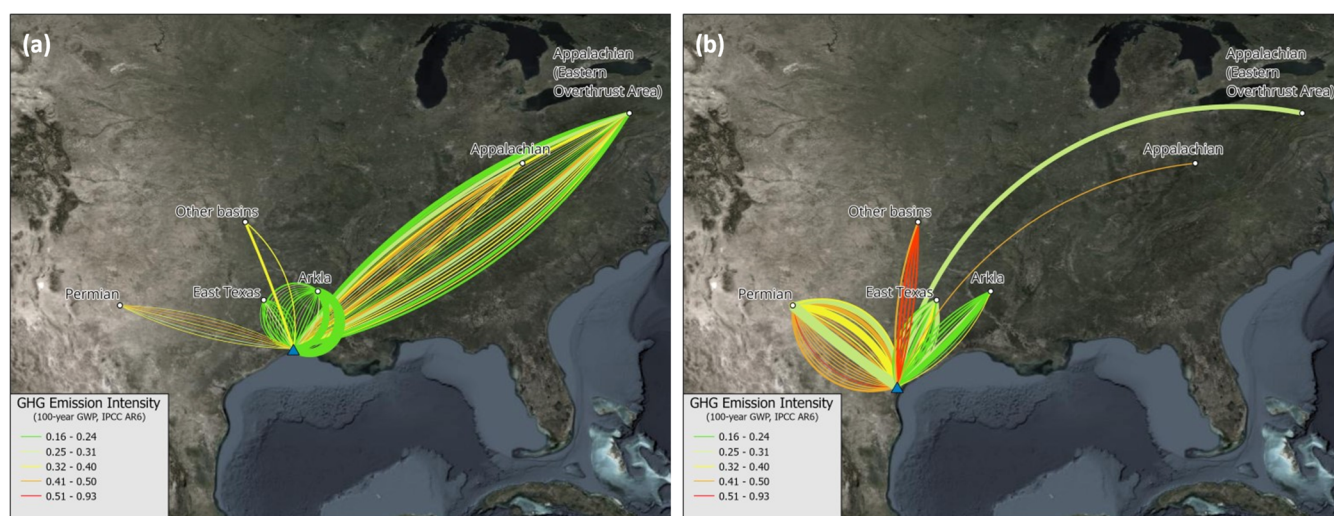 (a)
Appalachian
(Eastern
Overthrust Area)
Appalachian
Other basins
Arkla
East Texas
Permian
GHG Emission Intensity
(100-year GWP, IPCC AR6)
0.16 - 0.24
0.25 - 0.31
0.32 - 0.40
0.41 - 0.50
0.51 - 0.93
(b)
Appalachian
(Eastern
Overthrust Area)
Appalachian
Other basins
Arkla
East Texas
Permian
GHG Emission Intensity
(100-year GWP, IPCC AR6)
0.16 - 0.24
0.25 - 0.31
0.32 - 0.40
0.41 - 0.50
0.51 - 0.93